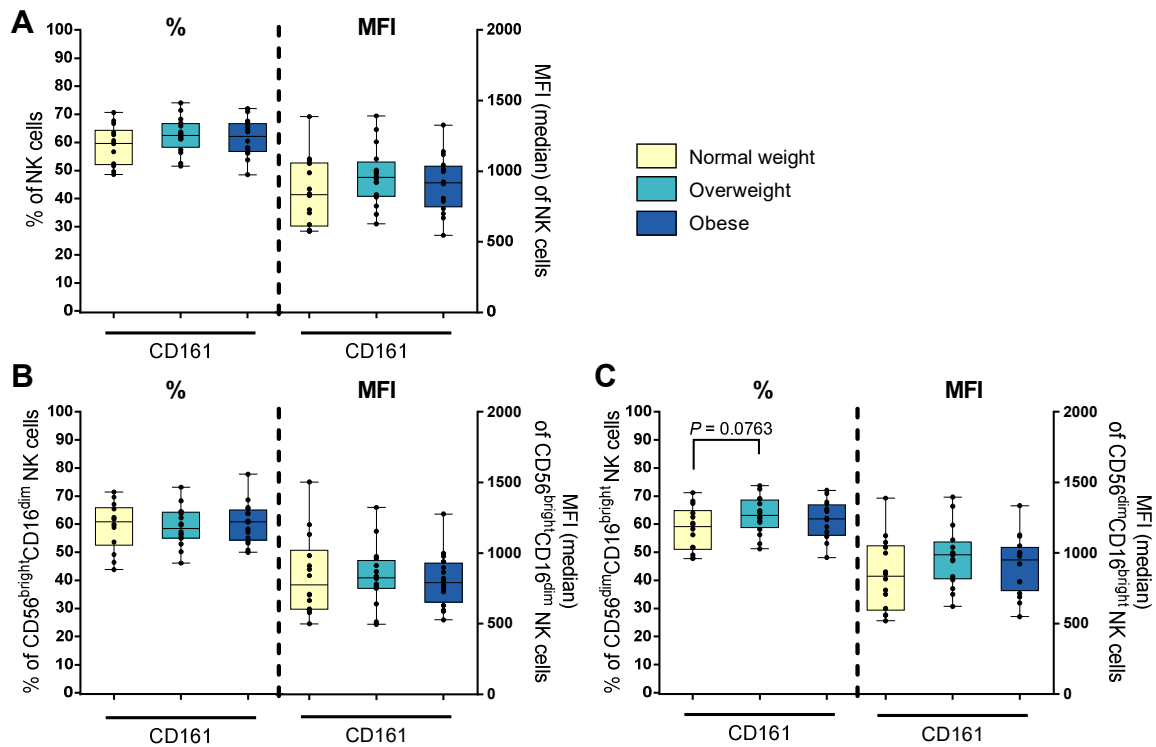 A
%
MFI
100
90
80
70
60
50
40
30
20
10
0
% of NK cells
2000
1500
1000
500
0
MFI (median) of NK cells
CD161
CD161
Normal weight
Overweight
Obese
B
%
MFI
100
90
80
70
60
50
40
30
20
10
0
% of CD56brightCD16dim NK cells
2000
1500
1000
500
0
MFI (median)
of CD56brightCD16dim NK cells
CD161
CD161
C
%
MFI
P = 0.0763
100
90
80
70
60
50
40
30
20
10
0
% of CD56dimCD16bright NK cells
2000
1500
1000
500
0
MFI (median)
of CD56dimCD16bright NK cells
CD161
CD161